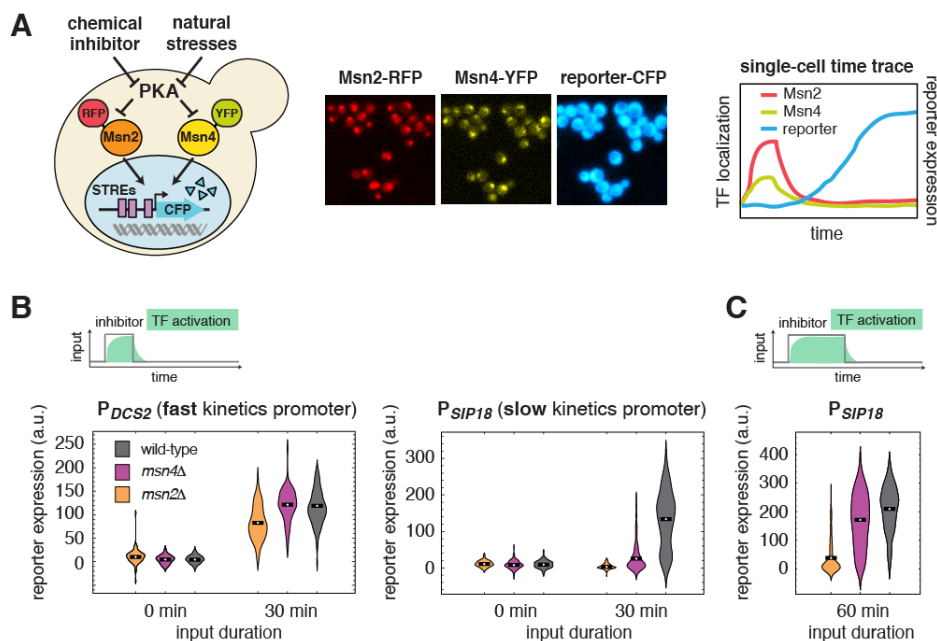 A
chemical
inhibitor
natural
stresses
PKA
RFP
YFP
Msn2
Msn4
STREs
CFP
Msn2-RFP
Msn4-YFP
reporter-CFP
single-cell time trace
Msn2
Msn4
reporter
TF localization
reporter
expression
time
B
inhibitor
TF activation
input
time
C
inhibitor
TF activation
input
time
P_DCS2 (fast kinetics promoter)
reporter expression (a.u.)
250
200
150
100
50
0
wild-type
msn4Δ
msn2Δ
0 min
30 min
input duration
P_SIP18 (slow kinetics promoter)
reporter expression (a.u.)
300
200
100
0
0 min
30 min
input duration
P_SIP18
reporter expression (a.u.)
400
300
200
100
0
60 min
input duration